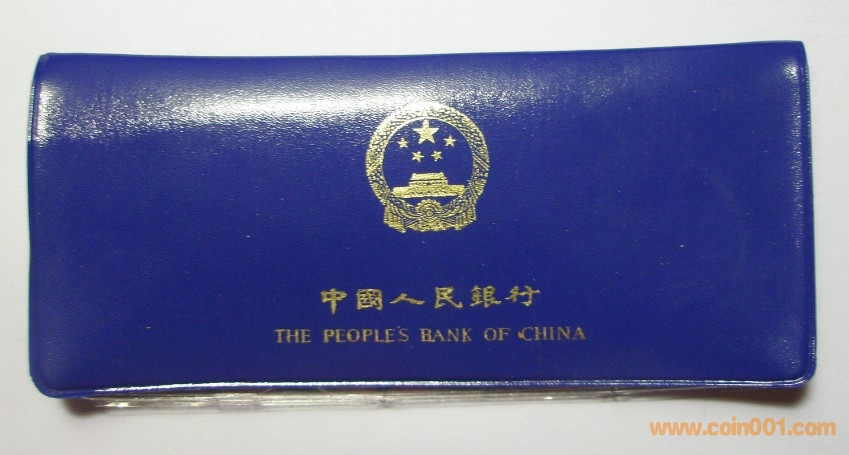 中國人民銀行
THE PEOPLE'S BANK OF CHINA
www.coin001.com